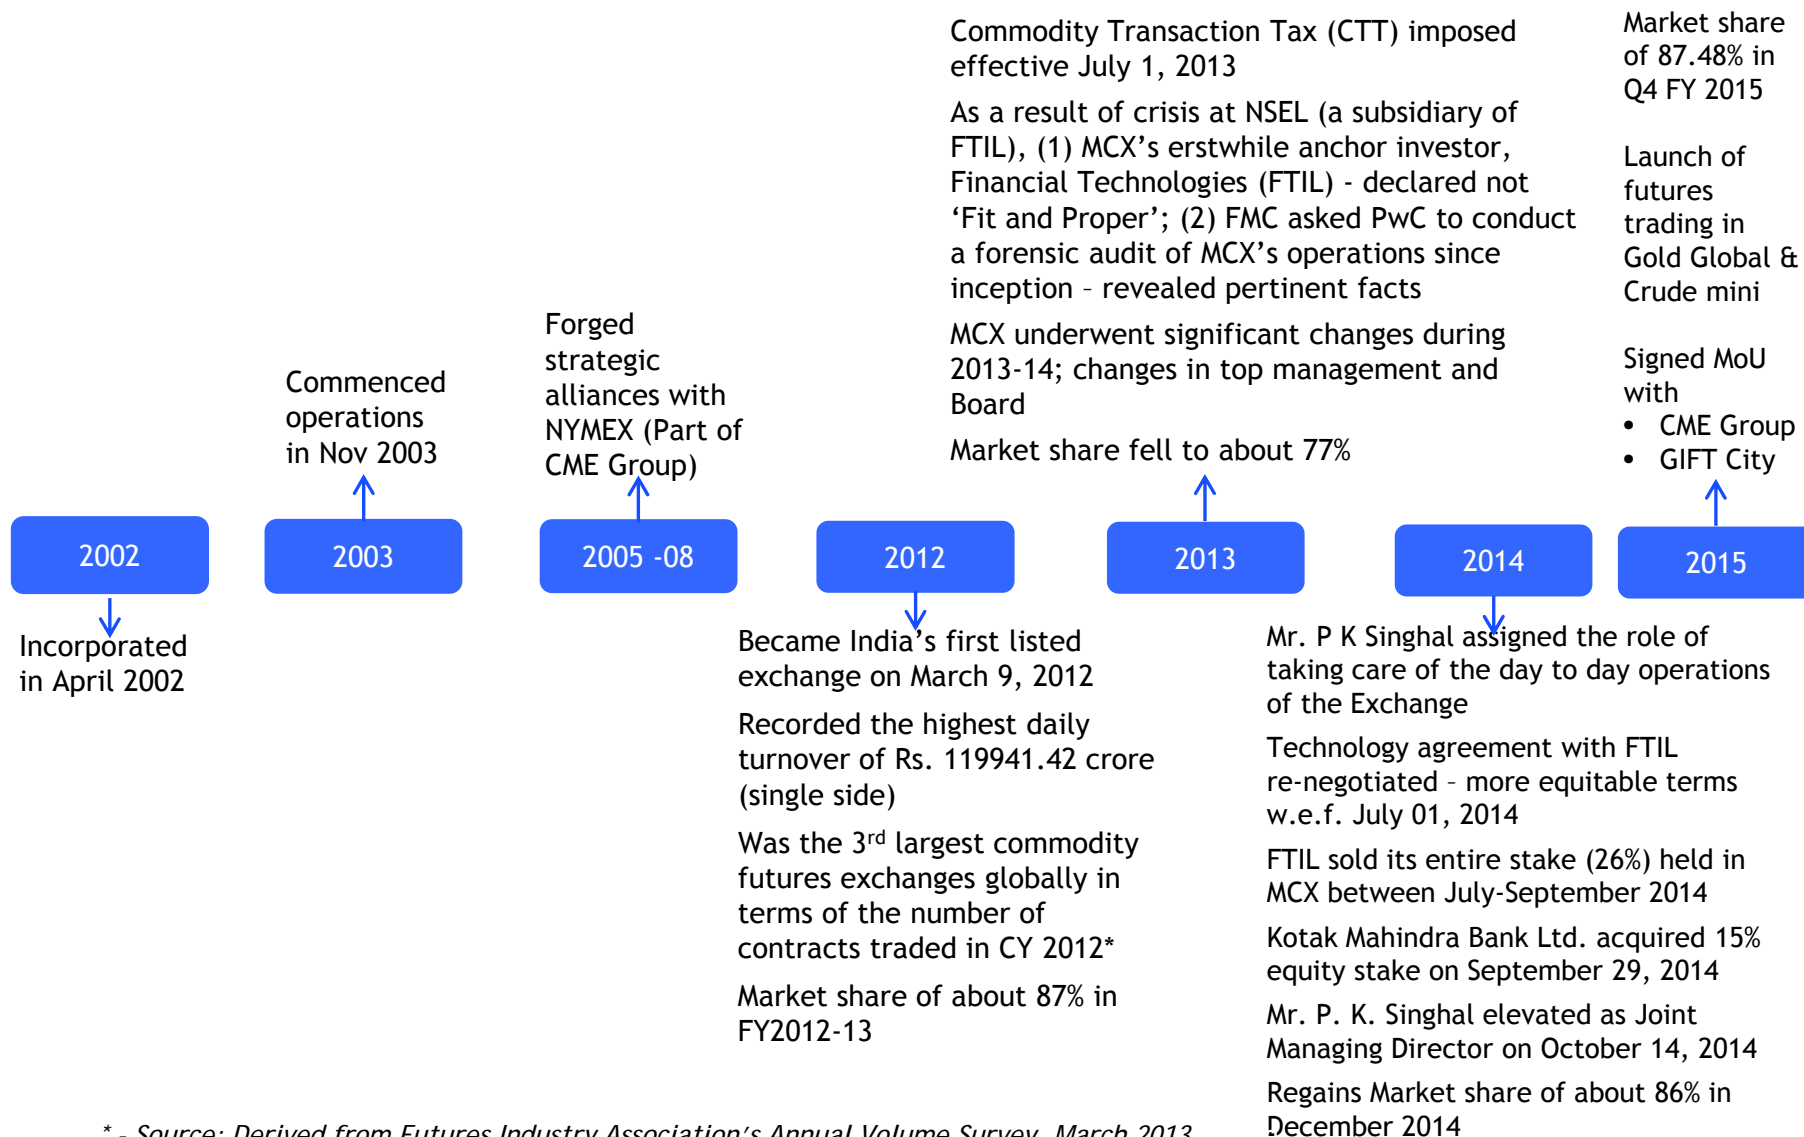 2002
Incorporated
in April 2002
Commenced
operations
in Nov 2003
2003
Forged
strategic
alliances with
NYMEX (Part of
CME Group)
2005 -08
2012
Became India’s first listed
exchange on March 9, 2012
Recorded the highest daily
turnover of Rs. 119941.42 crore
(single side)
Was the 3rd largest commodity
futures exchanges globally in
terms of the number of
contracts traded in CY 2012*
Market share of about 87% in
FY2012-13
Commodity Transaction Tax (CTT) imposed
effective July 1, 2013
As a result of crisis at NSEL (a subsidiary of
FTIL), (1) MCX’s erstwhile anchor investor,
Financial Technologies (FTIL) - declared not
‘Fit and Proper’; (2) FMC asked PwC to conduct
a forensic audit of MCX’s operations since
inception – revealed pertinent facts
MCX underwent significant changes during
2013-14; changes in top management and
Board
Market share fell to about 77%
2013
2014
Mr. P K Singhal assigned the role of
taking care of the day to day operations
of the Exchange
Technology agreement with FTIL
re-negotiated – more equitable terms
w.e.f. July 01, 2014
FTIL sold its entire stake (26%) held in
MCX between July-September 2014
Kotak Mahindra Bank Ltd. acquired 15%
equity stake on September 29, 2014
Mr. P. K. Singhal elevated as Joint
Managing Director on October 14, 2014
Regains Market share of about 86% in
December 2014
Market share
of 87.48% in
Q4 FY 2015
Launch of
futures
trading in
Gold Global &
Crude mini
Signed MoU
with
• CME Group
• GIFT City
2015
* - Source: Derived from Futures Industry Association’s Annual Volume Survey, March 2013